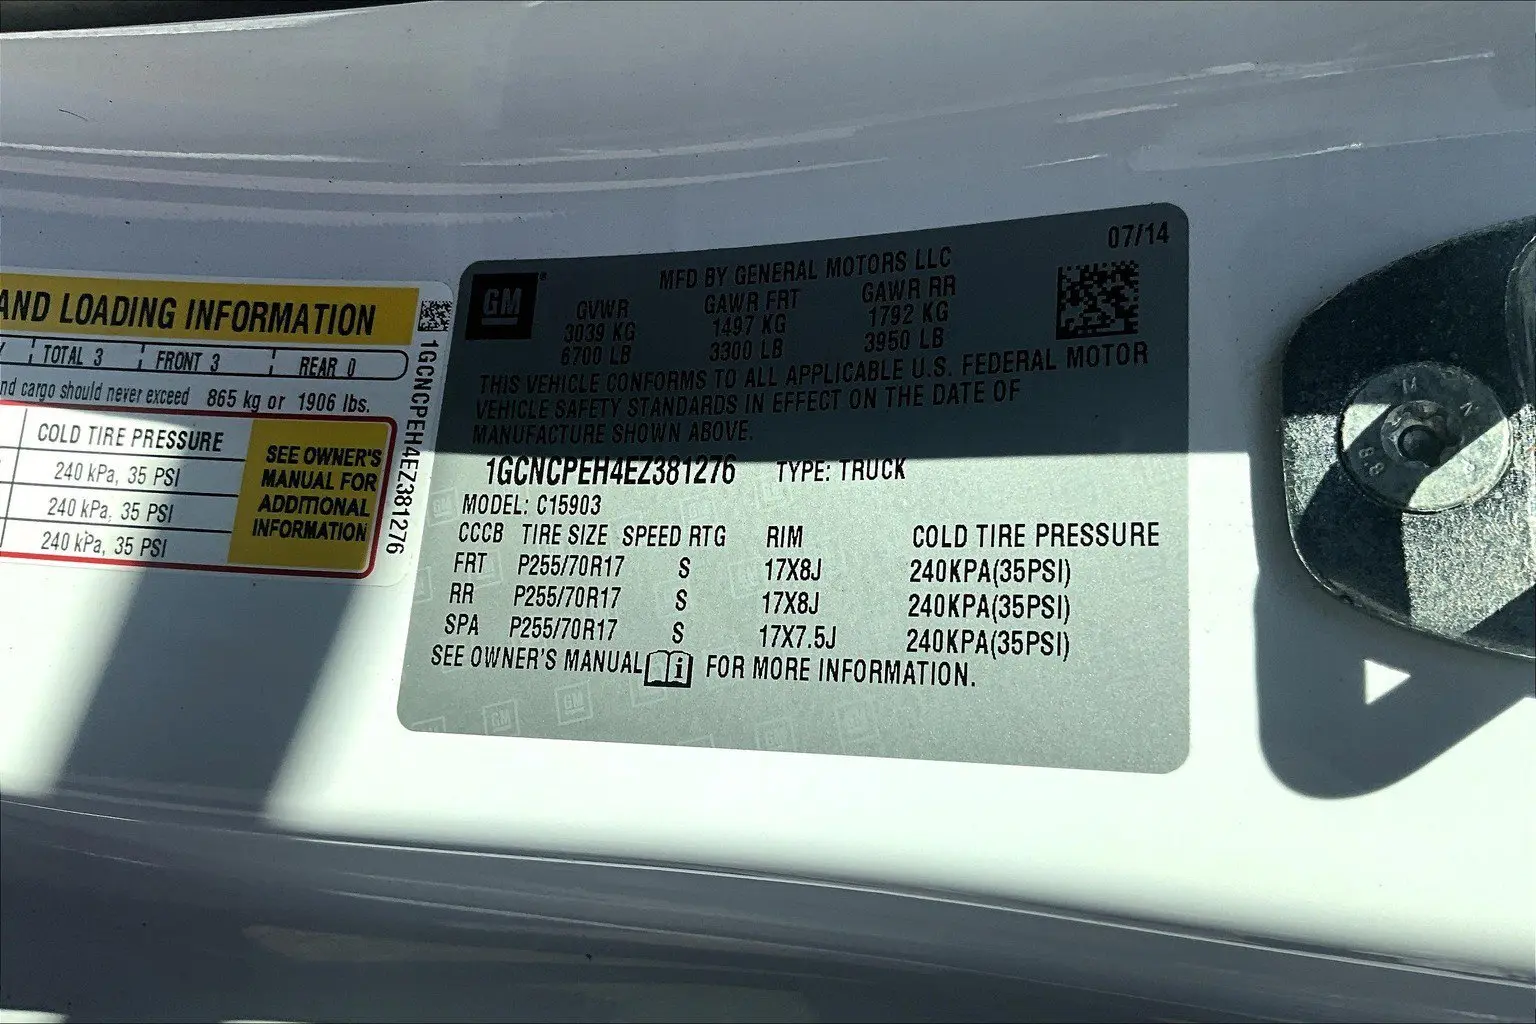 AND LOADING INFORMATION
TOTAL 3 FRONT 3 REAR 0
nd cargo should never exceed 865 kg or 1906 lbs.
COLD TIRE PRESSURE
240 kPa, 35 PSI
240 kPa, 35 PSI
240 kPa, 35 PSI
SEE OWNER'S
MANUAL FOR
ADDITIONAL
INFORMATION
1GCNCPEH4EZ381276
07/14
GM
MFD BY GENERAL MOTORS LLC
GVWR GAWR FRT GAWR RR
3039 KG 1497 KG 1792 KG
6700 LB 3300 LB 3950 LB
THIS VEHICLE CONFORMS TO ALL APPLICABLE U.S. FEDERAL MOTOR
VEHICLE SAFETY STANDARDS IN EFFECT ON THE DATE OF
MANUFACTURE SHOWN ABOVE.
1GCNCPEH4EZ381276 TYPE: TRUCK
MODEL: C15903
CCCB TIRE SIZE SPEED RTG RIM COLD TIRE PRESSURE
FRT P255/70R17 S 17X8J 240KPA(35PSI)
RR P255/70R17 S 17X8J 240KPA(35PSI)
SPA P255/70R17 S 17X7.5J 240KPA(35PSI)
SEE OWNER'S MANUAL i FOR MORE INFORMATION.
GM GM GM GM
8.8